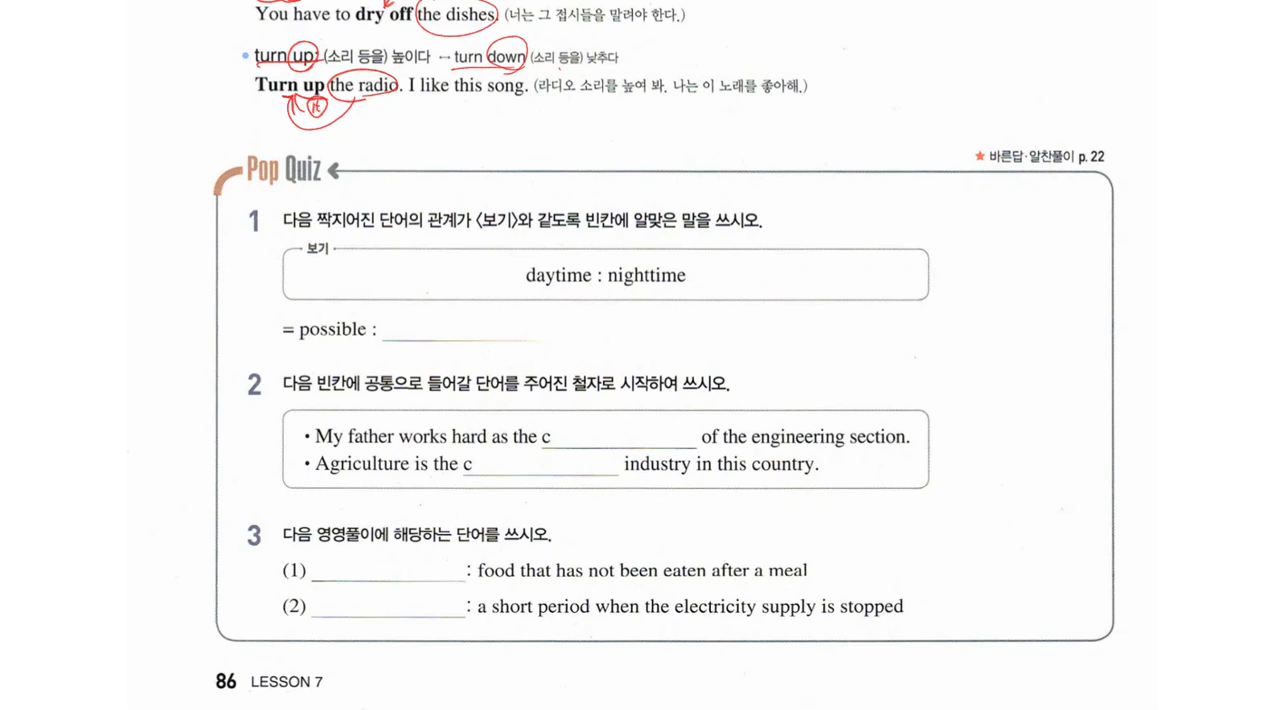 You have to dry off the dishes. (너는 그 접시들을 말려야 한다.)
• turn up: (소리 등을) 높이다 ↔ turn down (소리 등을) 낮추다
Turn up the radio. I like this song. (라디오 소리를 높여 봐. 나는 이 노래를 좋아해.)
it
★ 바른답·알찬풀이 p. 22
Pop Quiz
1 다음 짝지어진 단어의 관계가 〈보기〉와 같도록 빈칸에 알맞은 말을 쓰시오.
보기
daytime : nighttime
= possible : ____________
2 다음 빈칸에 공통으로 들어갈 단어를 주어진 철자로 시작하여 쓰시오.
• My father works hard as the c____________ of the engineering section.
• Agriculture is the c____________ industry in this country.
3 다음 영영풀이에 해당하는 단어를 쓰시오.
(1) ____________ : food that has not been eaten after a meal
(2) ____________ : a short period when the electricity supply is stopped
86 LESSON 7